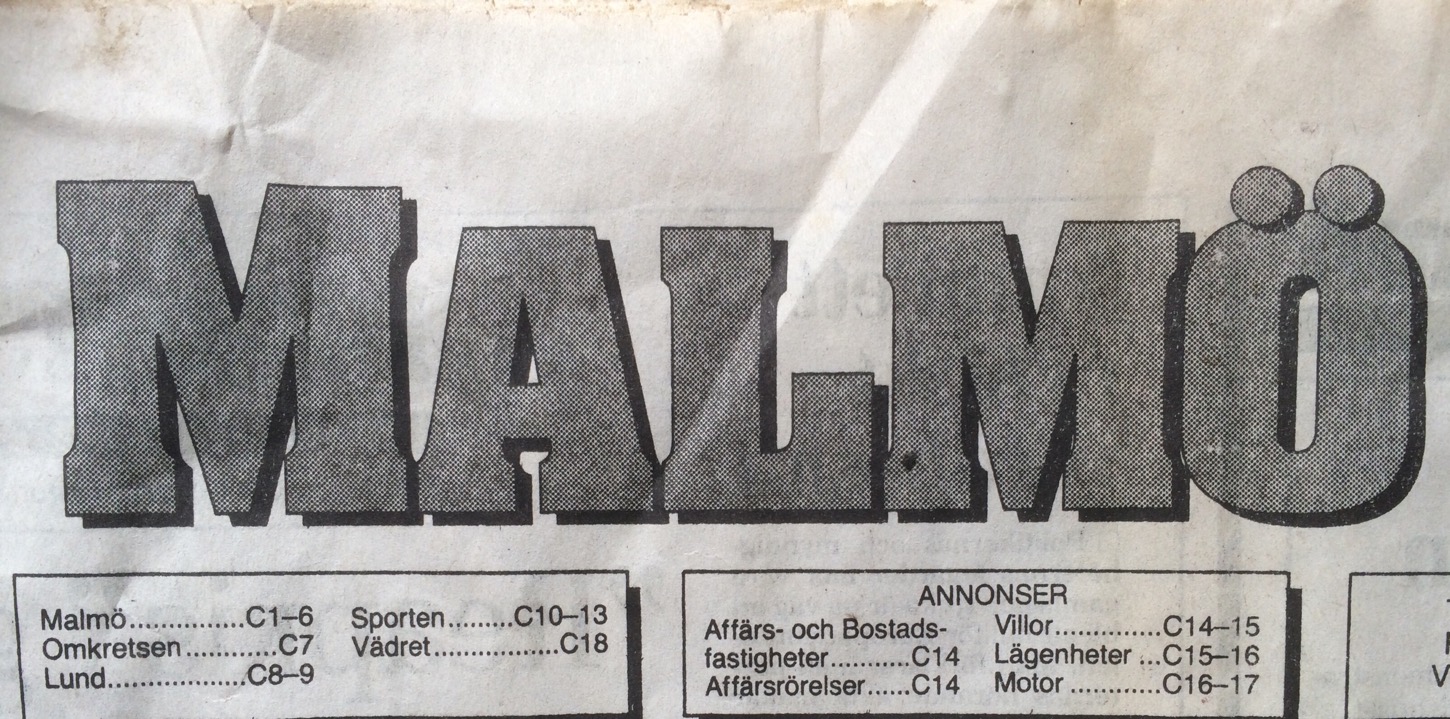 MALMÖ
Malmö...............C1–6
Omkretsen............C7
Lund..................C8–9
Sporten.........C10–13
Vädret................C18
ANNONSER
Affärs- och Bostads-
fastigheter...........C14
Affärsrörelser......C14
Villor..............C14–15
Lägenheter ...C15–16
Motor ............C16–17